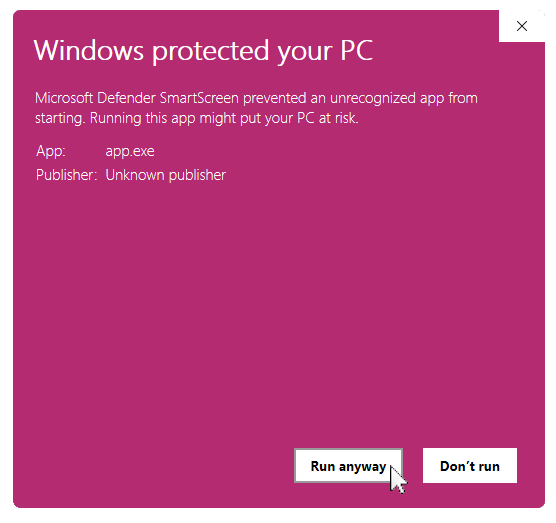 Windows protected your PC
Microsoft Defender SmartScreen prevented an unrecognized app from
starting. Running this app might put your PC at risk.
App: app.exe
Publisher: Unknown publisher
Run anyway Don’t run